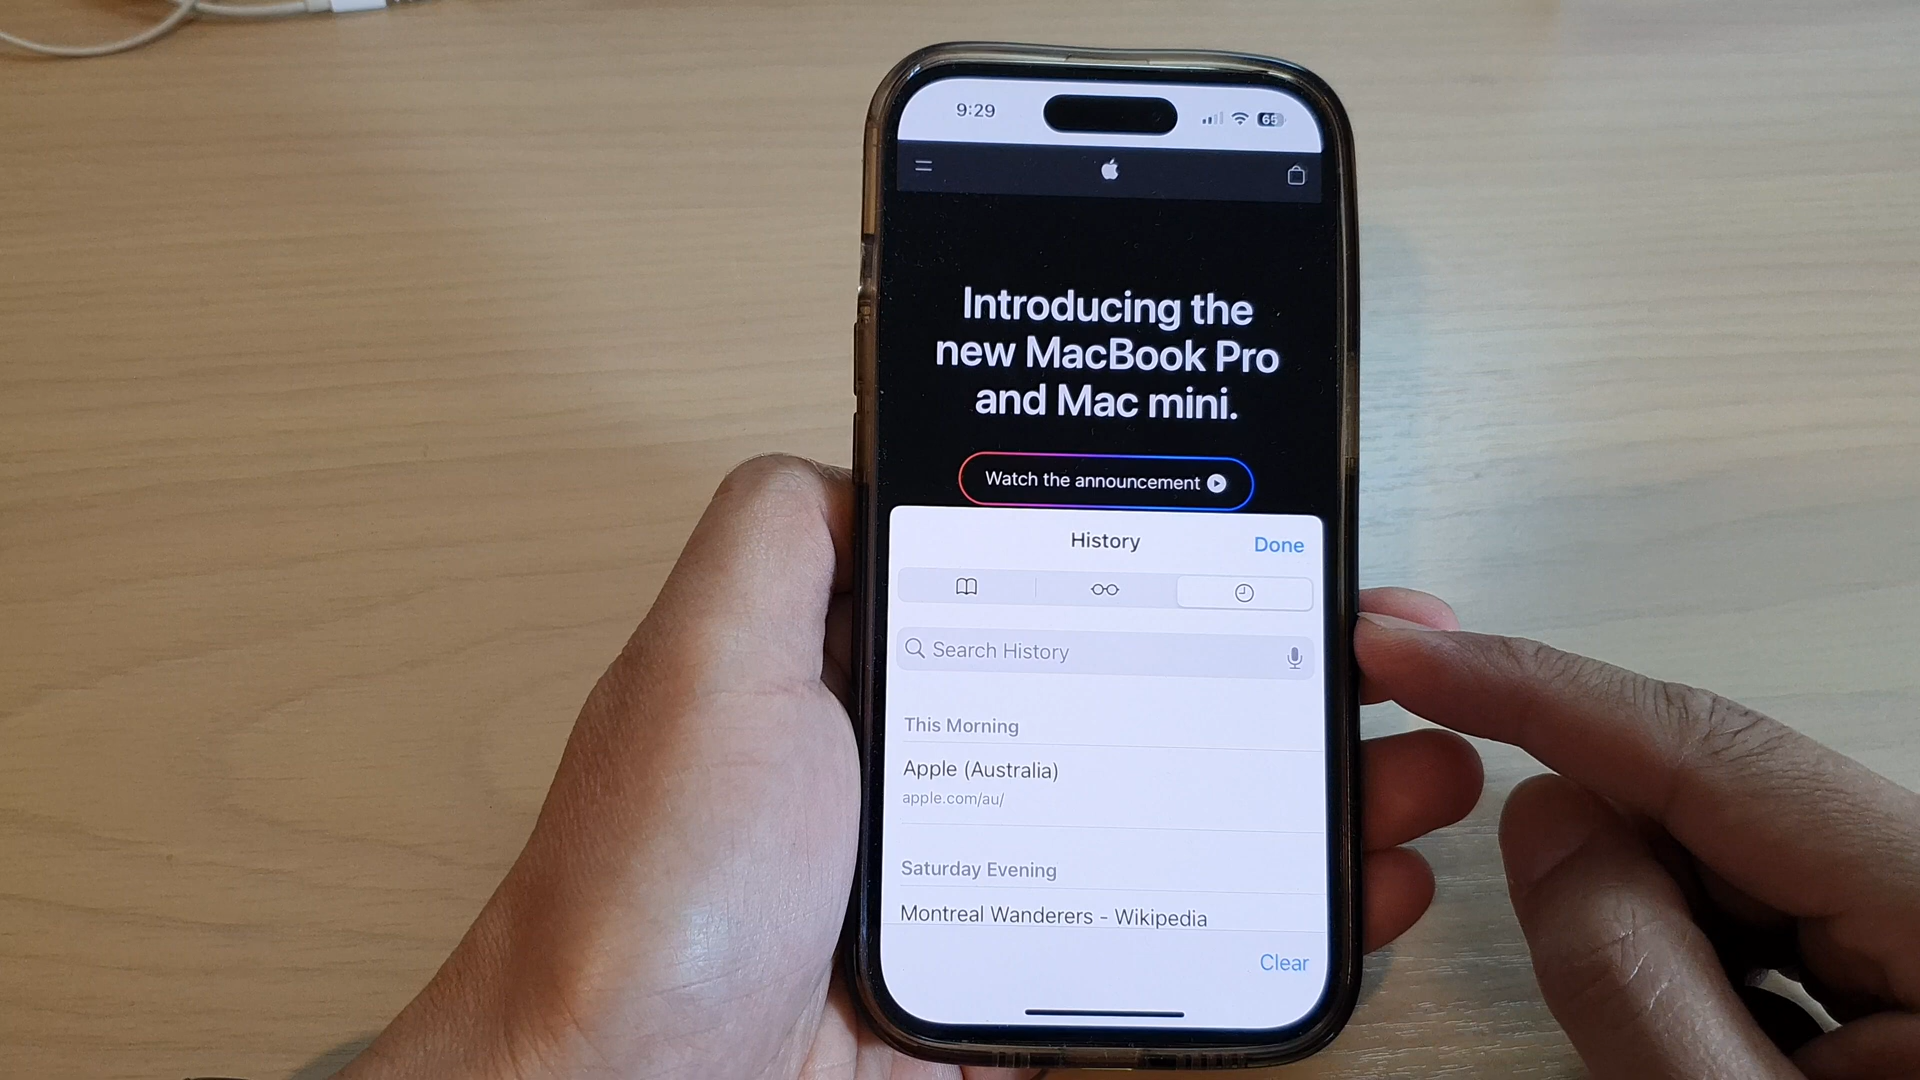 9:29
65
Introducing the
new MacBook Pro
and Mac mini.
Watch the announcement
History
Done
Search History
This Morning
Apple (Australia)
apple.com/au/
Saturday Evening
Montreal Wanderers - Wikipedia
Clear